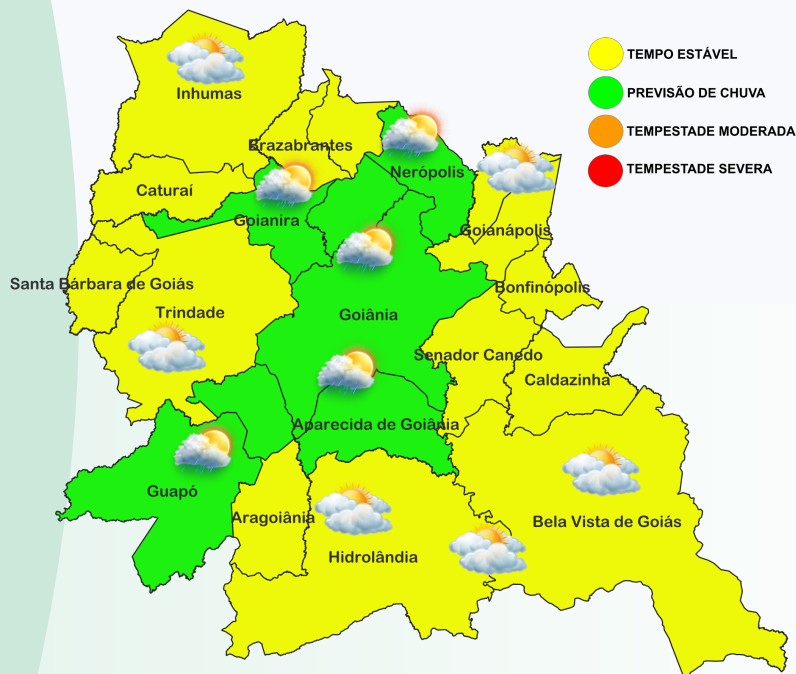 TEMPO ESTÁVEL
PREVISÃO DE CHUVA
TEMPESTADE MODERADA
TEMPESTADE SEVERA
Inhumas
Brazabrantes
Nerópolis
Caturaí
Goianira
Goianápolis
Santa Bárbara de Goiás
Bonfinópolis
Trindade
Goiânia
Senador Canedo
Caldazinha
Aparecida de Goiânia
Guapó
Aragoiânia
Bela Vista de Goiás
Hidrolândia